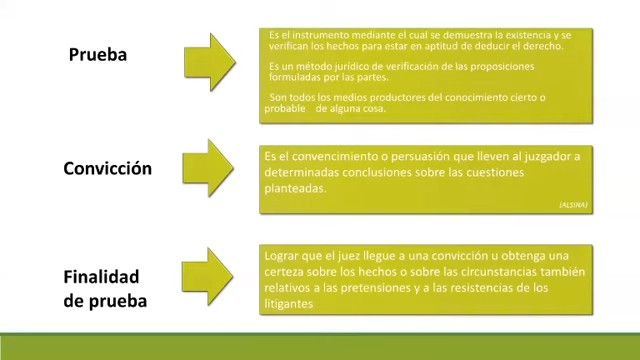 Prueba
Es el instrumento mediante el cual se demuestra la existencia y se
verifican los hechos para estar en aptitud de deducir el derecho.
Es un método jurídico de verificación de las proposiciones
formuladas por las partes.
Son todos los medios productores del conocimiento cierto o
probable de alguna cosa.
Convicción
Es el convencimiento o persuasión que lleven al juzgador a
determinadas conclusiones sobre las cuestiones
planteadas.
(ALSINA)
Finalidad
de prueba
Lograr que el juez llegue a una convicción u obtenga una
certeza sobre los hechos o sobre las circunstancias también
relativos a las pretensiones y a las resistencias de los
litigantes